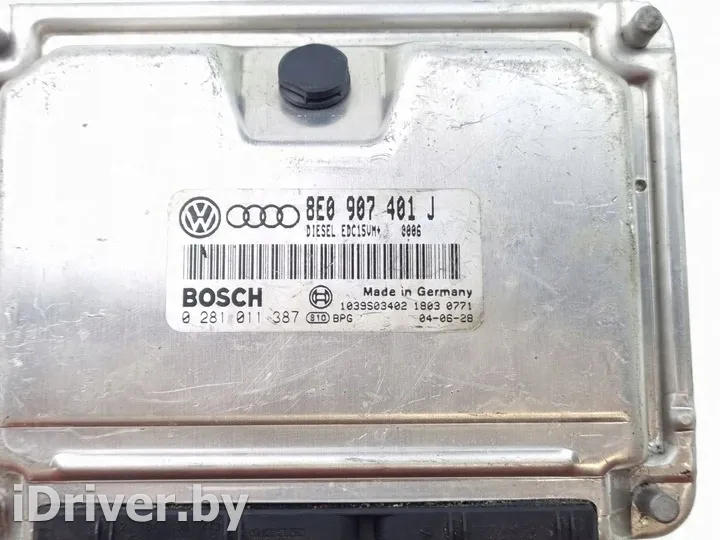 8E0 907 401 J
DIESEL EDC15VM+ 0006
BOSCH
Made in Germany
1039S03402 1803 0771
0 281 011 387 810 BPG 04-06-28
iDriver.by